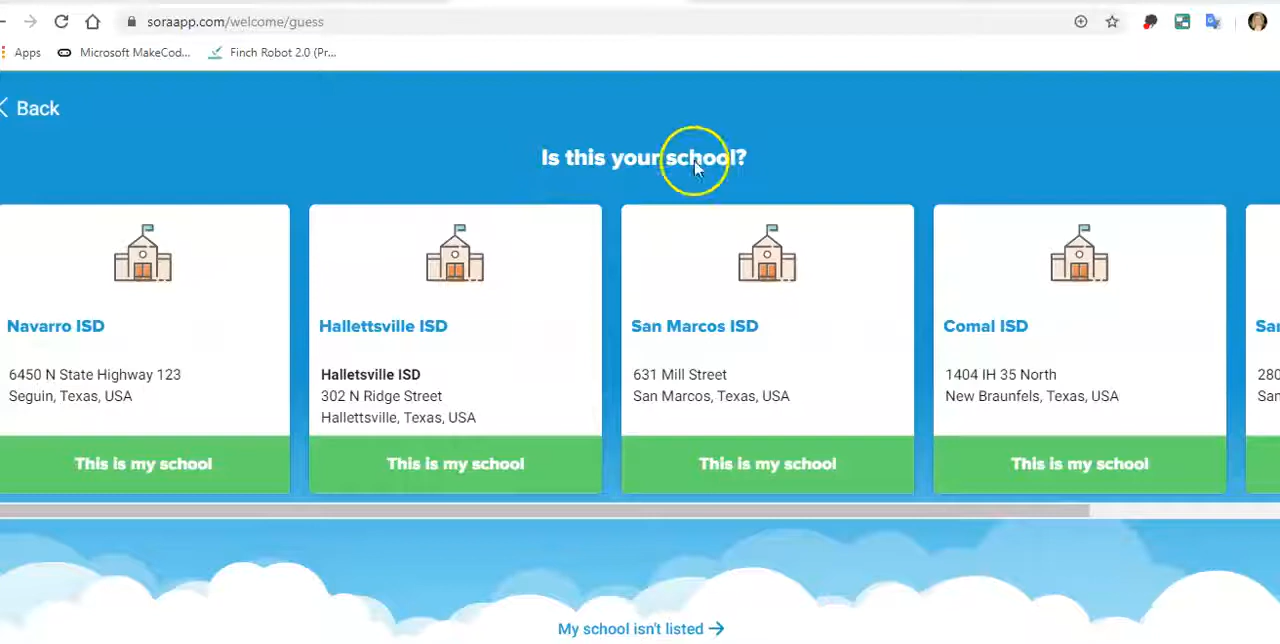 soraapp.com/welcome/guess
Apps Microsoft MakeCod... Finch Robot 2.0 (Pr...
Back
Is this your school?
Navarro ISD
6450 N State Highway 123
Seguin, Texas, USA
This is my school
Hallettsville ISD
Halletsville ISD
302 N Ridge Street
Hallettsville, Texas, USA
This is my school
San Marcos ISD
631 Mill Street
San Marcos, Texas, USA
This is my school
Comal ISD
1404 IH 35 North
New Braunfels, Texas, USA
This is my school
280
My school isn't listed →